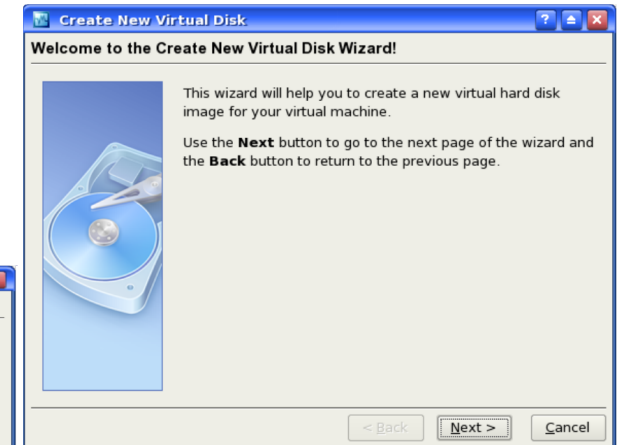 Create New Virtual Disk
Welcome to the Create New Virtual Disk Wizard!
This wizard will help you to create a new virtual hard disk
image for your virtual machine.
Use the Next button to go to the next page of the wizard and
the Back button to return to the previous page.
< Back
Next >
Cancel